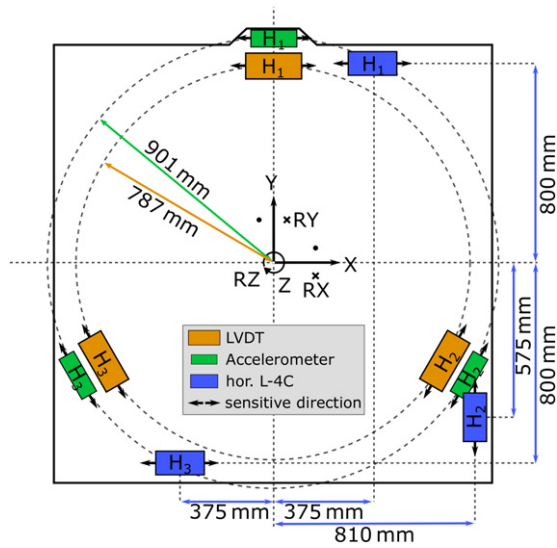 H₁
H₁
H₁
901 mm
787 mm
800 mm
Y
RY
X
RZ
Z
RX
LVDT
Accelerometer
hor. L-4C
sensitive direction
H₃
H₃
H₂
H₂
H₂
575 mm
800 mm
H₃
375 mm
375 mm
810 mm